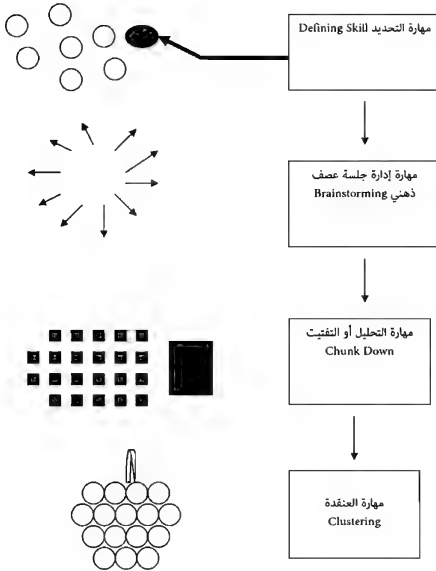 مهارة التحديد Defining Skill
مهارة إدارة جلسة عصف
ذهني Brainstorming
مهارة التحليل أو التفتيت
Chunk Down
مهارة العنقدة
Clustering